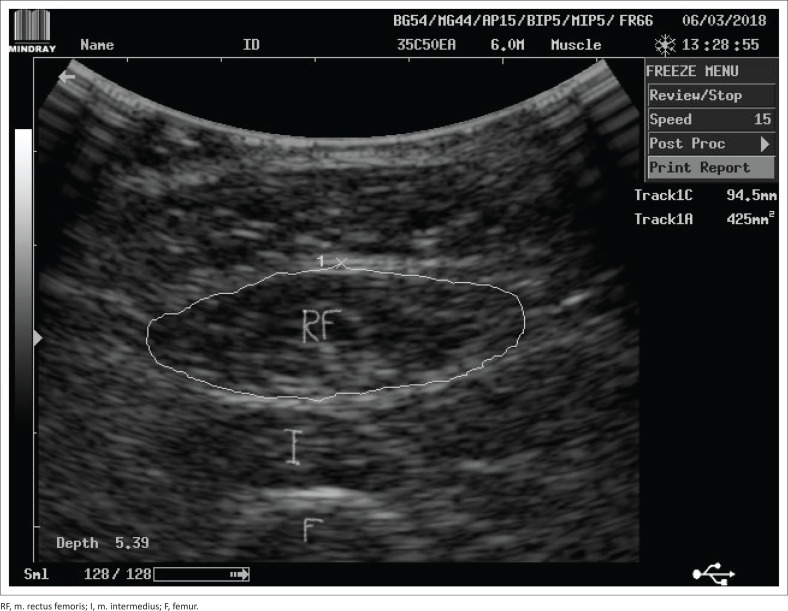 BG54/MG44/AP15/BIP5/MIP5/ FR66 06/03/2018
MINDRAY Name ID 35C50EA 6.0M Muscle 13:28:55
FREEZE MENU
Review/Stop
Speed 15
Post Proc
Print Report
Track1C 94.5mm
Track1A 425mm²
1
RF
I
F
Depth 5.39
Sml 128/128
RF, m. rectus femoris; I, m. intermedius; F, femur.